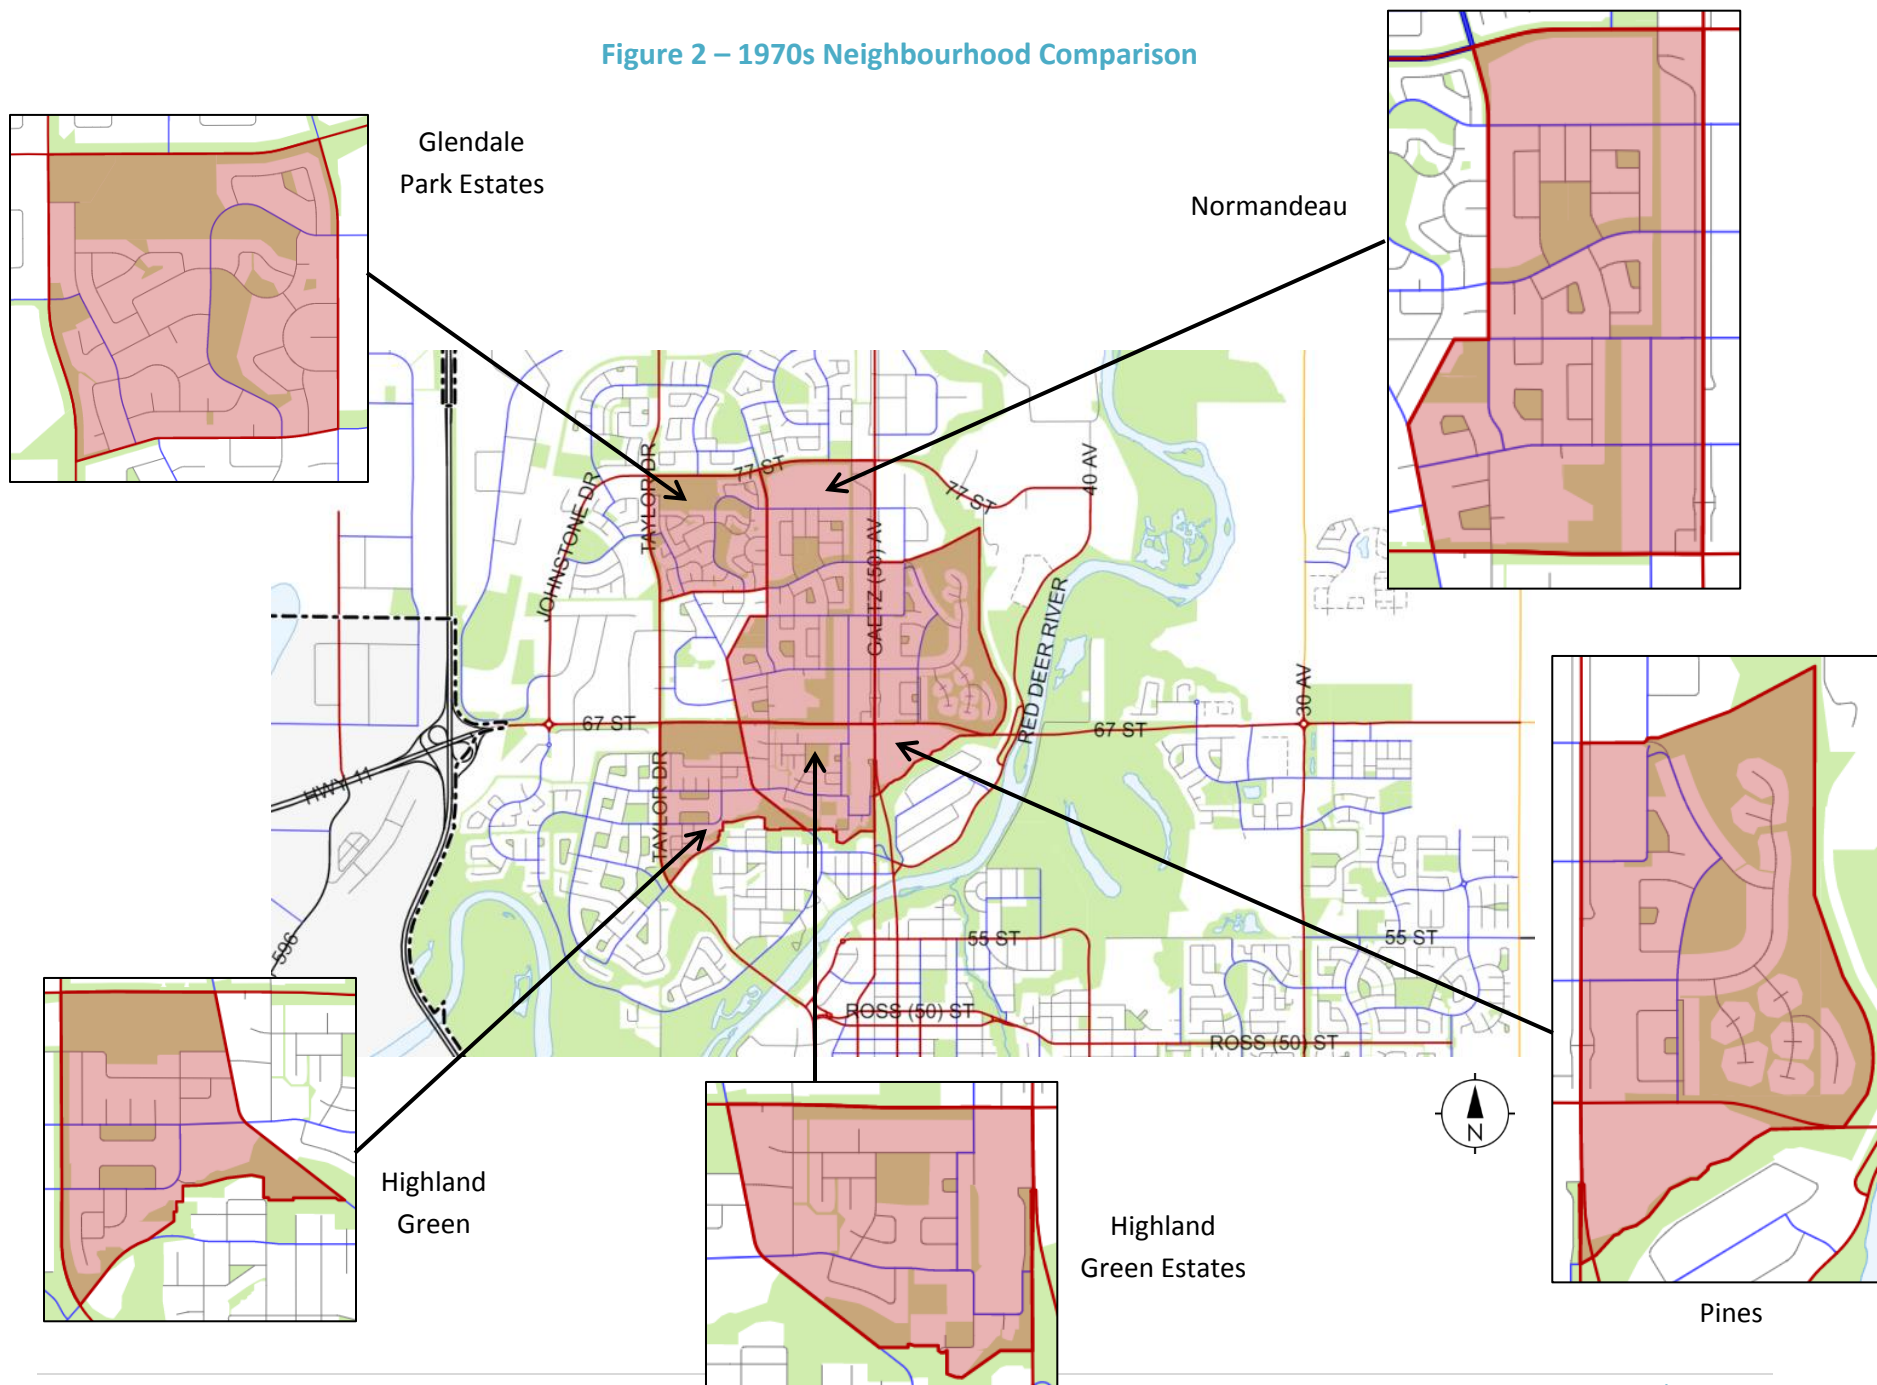 Figure 2 – 1970s Neighbourhood Comparison
Glendale
Park Estates
Normandeau
77 ST
77 ST
TAYLOR DR
JOHNSTONE DR
40 AV
GAETZ (50) AV
RED DEER RIVER
30 AV
67 ST
67 ST
HWY 11
TAYLOR DR
596
55 ST
55 ST
ROSS (50) ST
ROSS (50) ST
N
Highland
Green
Highland
Green Estates
Pines